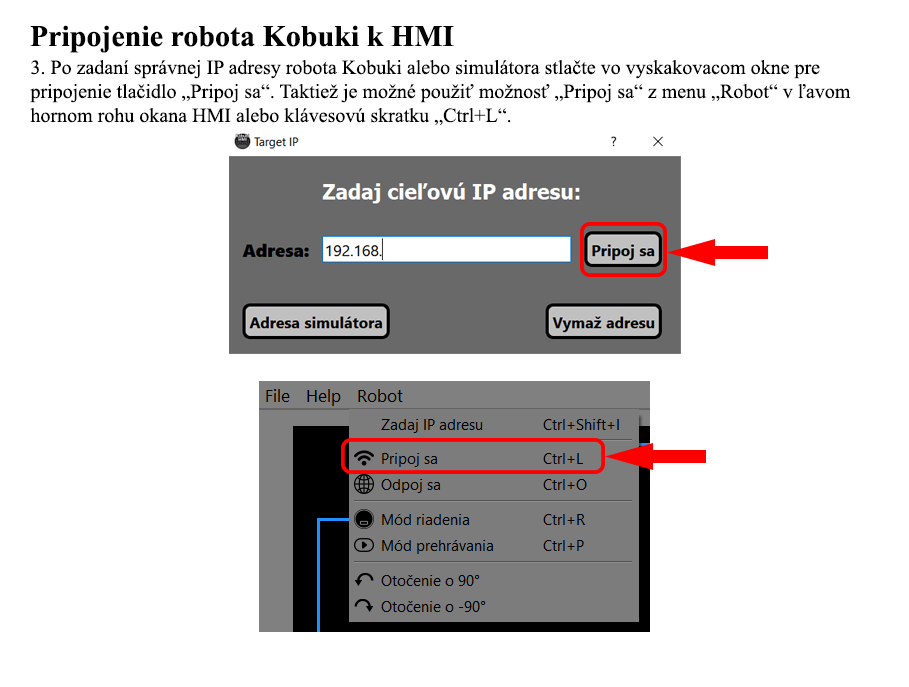 Pripojenie robota Kobuki k HMI
3. Po zadaní správnej IP adresy robota Kobuki alebo simulátora stlačte vo vyskakovacom okne pre
pripojenie tlačidlo „Pripoj sa“. Taktiež je možné použiť možnosť „Pripoj sa“ z menu „Robot“ v ľavom
hornom rohu okana HMI alebo klávesovú skratku „Ctrl+L“.
Target IP ?
Zadaj cieľovú IP adresu:
Adresa: 192.168. Pripoj sa
Adresa simulátora Vymaž adresu
File Help Robot
Zadaj IP adresu Ctrl+Shift+I
Pripoj sa Ctrl+L
Odpoj sa Ctrl+O
Mód riadenia Ctrl+R
Mód prehrávania Ctrl+P
Otočenie o 90°
Otočenie o -90°